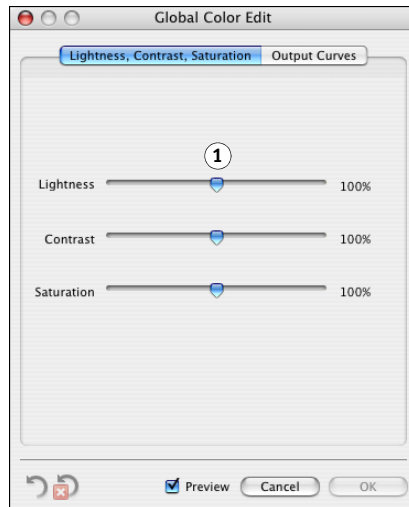 Global Color Edit
Lightness, Contrast, Saturation Output Curves
1
Lightness 100%
Contrast 100%
Saturation 100%
Preview Cancel OK